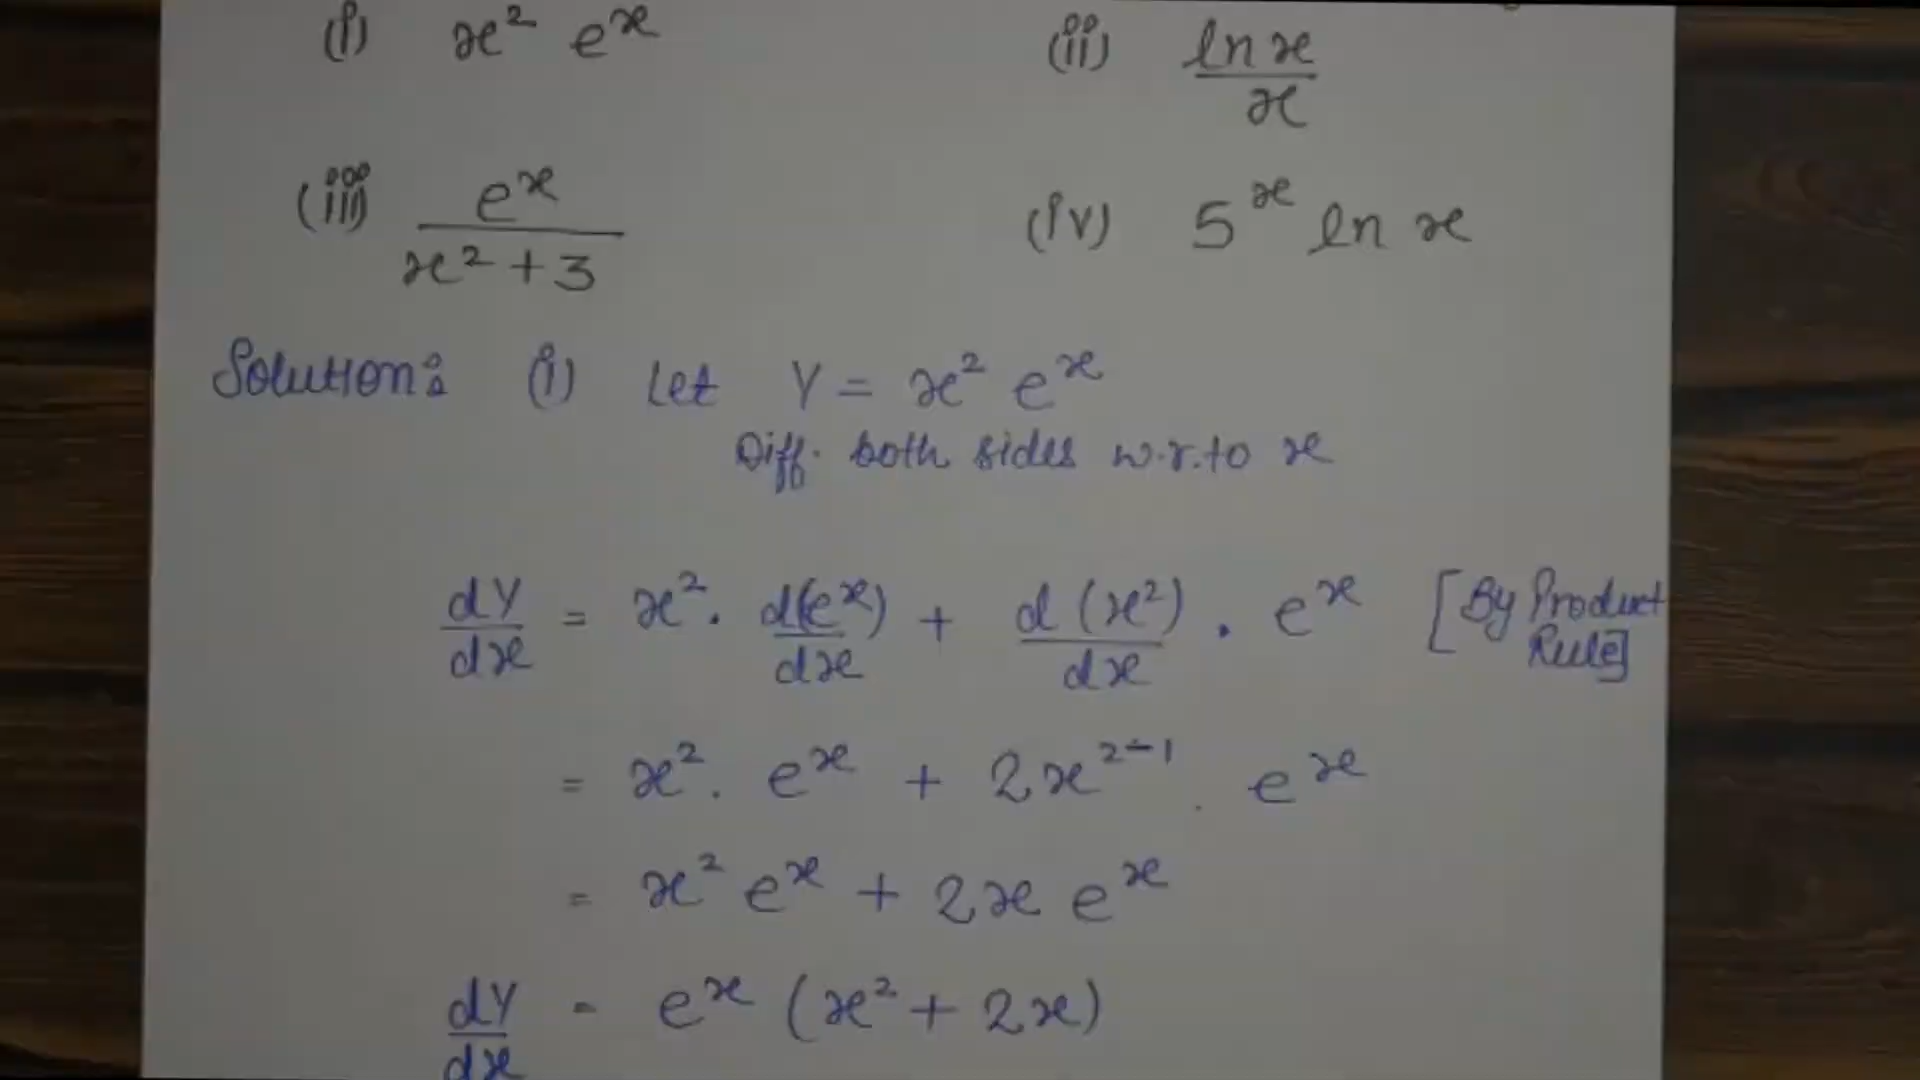 (i) x² eˣ (ii) ln x / x
(iii) eˣ / x² + 3 (iv) 5ˣ ln x
Solution: (i) Let Y = x² eˣ
Diff. both sides w.r.to x
dY/dx = x² . d(eˣ)/dx + d(x²)/dx . eˣ [By Product
Rule]
= x² . eˣ + 2x²⁻¹ . eˣ
= x² eˣ + 2x eˣ
dY/dx = eˣ (x² + 2x)